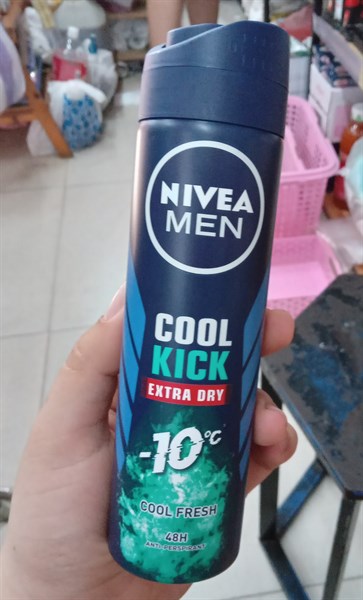 NIVEA
MEN
COOL
KICK
EXTRA DRY
-10°C
COOL FRESH
48H
ANTI-PERSPIRANT